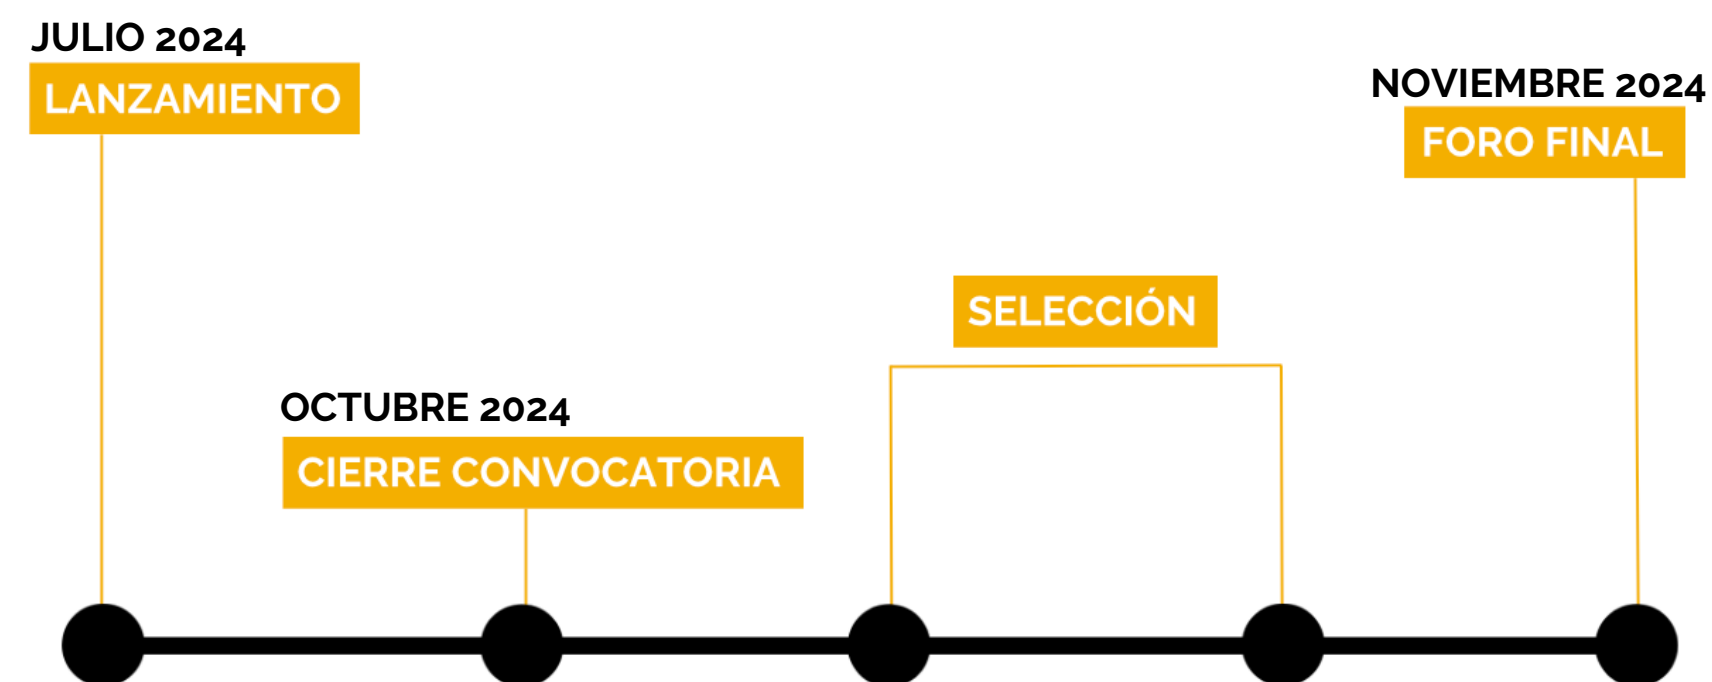 JULIO 2024
LANZAMIENTO
OCTUBRE 2024
CIERRE CONVOCATORIA
SELECCIÓN
NOVIEMBRE 2024
FORO FINAL